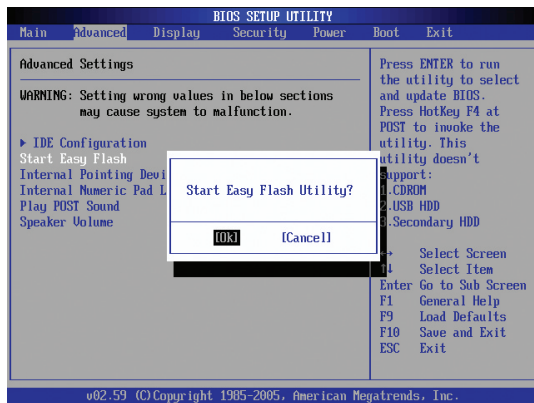 BIOS SETUP UTILITY
Main Advanced Display Security Power Boot Exit
Advanced Settings
WARNING: Setting wrong values in below sections
may cause system to malfunction.
▶ IDE Configuration
Start Easy Flash
Internal Pointing Devi
Internal Numeric Pad L
Play POST Sound
Speaker Volume
Start Easy Flash Utility?
[Ok] [Cancel]
Press ENTER to run
the utility to select
and update BIOS.
Press HotKey F4 at
POST to invoke the
utility. This
utility doesn't
support:
1.CDROM
2.USB HDD
3.Secondary HDD
↔ Select Screen
↑↓ Select Item
Enter Go to Sub Screen
F1 General Help
F9 Load Defaults
F10 Save and Exit
ESC Exit
v02.59 (C)Copyright 1985-2005, American Megatrends, Inc.